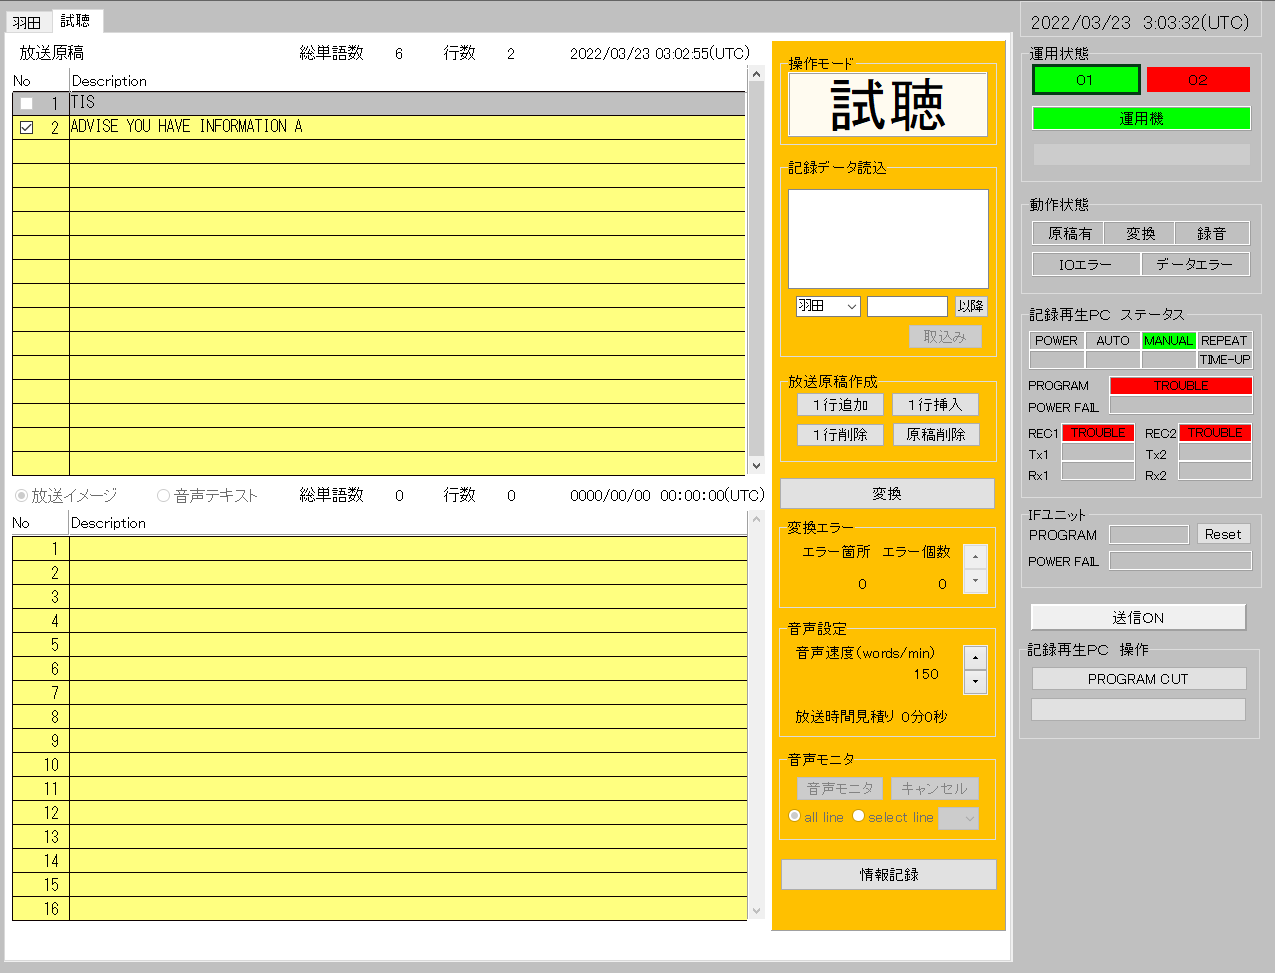 羽田 試聴
放送原稿 総単語数 6 行数 2 2022/03/23 03:02:55(UTC)
No Description
1 TIS
2 ADVISE YOU HAVE INFORMATION A
放送イメージ 音声テキスト 総単語数 0 行数 0 0000/00/00 00:00:00(UTC)
No Description
1
2
3
4
5
6
7
8
9
10
11
12
13
14
15
16
操作モード
試聴
記録データ読込
羽田 以降
取込み
放送原稿作成
1行追加 1行挿入
1行削除 原稿削除
変換
変換エラー
エラー箇所 エラー個数
0 0
音声設定
音声速度(words/min)
150
放送時間見積り 0分0秒
音声モニタ
音声モニタ キャンセル
all line select line
情報記録
2022/03/23 3:03:32(UTC)
運用状態
01 02
運用機
動作状態
原稿有 変換 録音
IOエラー データエラー
記録再生PC ステータス
POWER AUTO MANUAL REPEAT
TIME-UP
PROGRAM TROUBLE
POWER FAIL
REC1 TROUBLE REC2 TROUBLE
Tx1 Tx2
Rx1 Rx2
IFユニット
PROGRAM Reset
POWER FAIL
送信ON
記録再生PC 操作
PROGRAM CUT